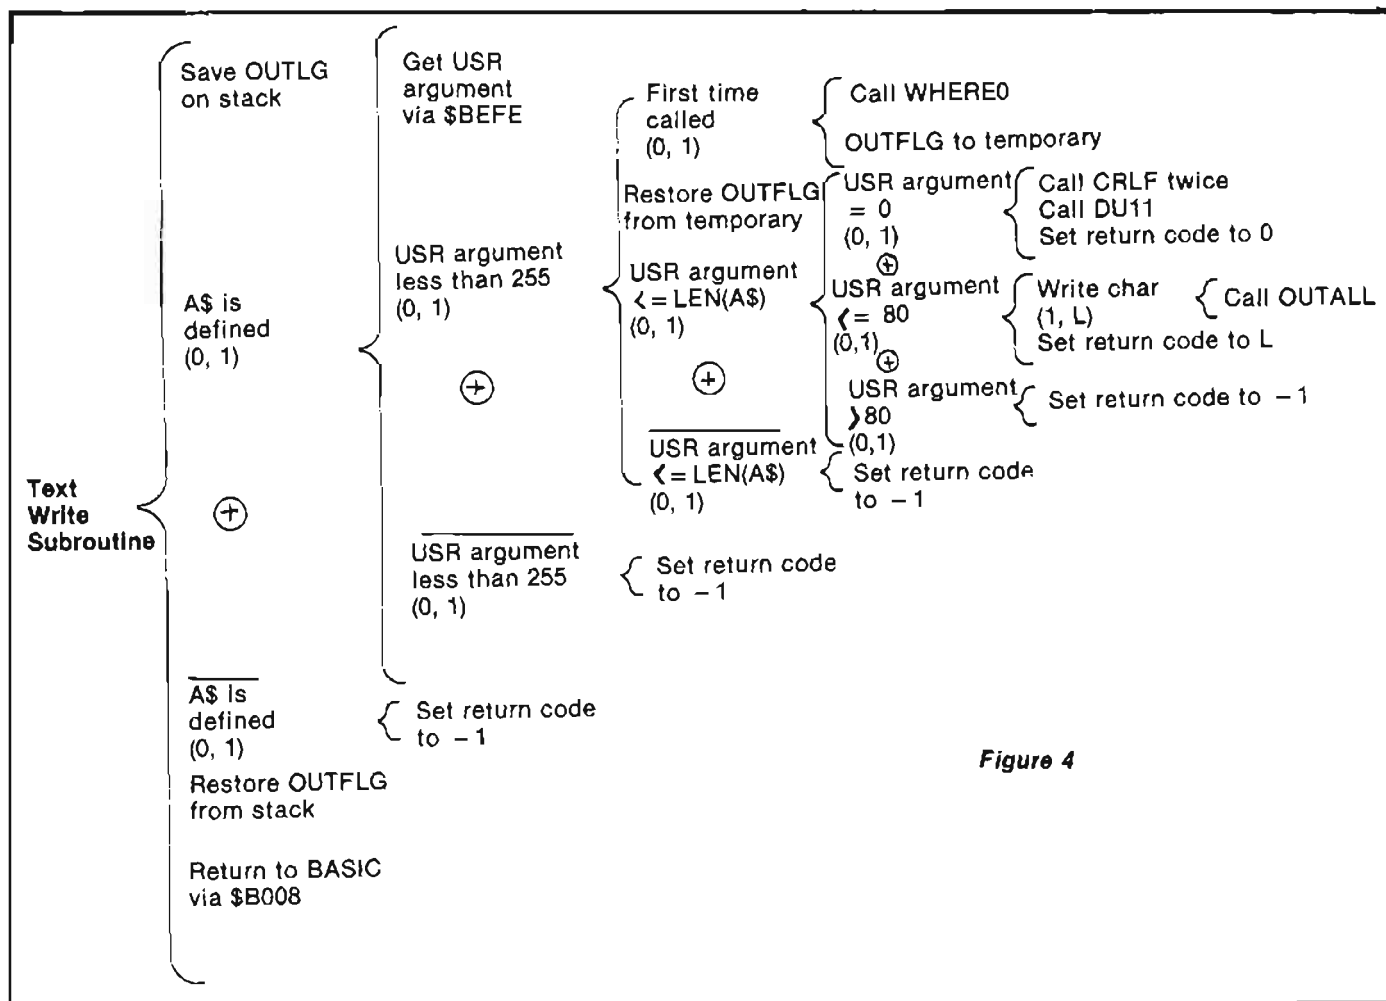 Text
Write
Subroutine
Save OUTLG
on stack
A$ is
defined
(0, 1)
+
A$ is
defined
(0, 1)
Restore OUTFLG
from stack
Return to BASIC
via $B008
Get USR
argument
via $BEFE
USR argument
less than 255
(0, 1)
+
USR argument
less than 255
(0, 1)
Set return code
to – 1
First time
called
(0, 1)
Restore OUTFLG
from temporary
USR argument
<= LEN(A$)
(0, 1)
+
USR argument
<= LEN(A$)
(0, 1)
Set return code
to – 1
Call WHERE0
OUTFLG to temporary
USR argument
= 0
(0, 1)
+
USR argument
<= 80
(0,1)
+
USR argument
>80
(0,1)
Set return code
to – 1
Call CRLF twice
Call DU11
Set return code to 0
Write char
(1, L)
Set return code to L
Call OUTALL
Set return code to – 1
Figure 4